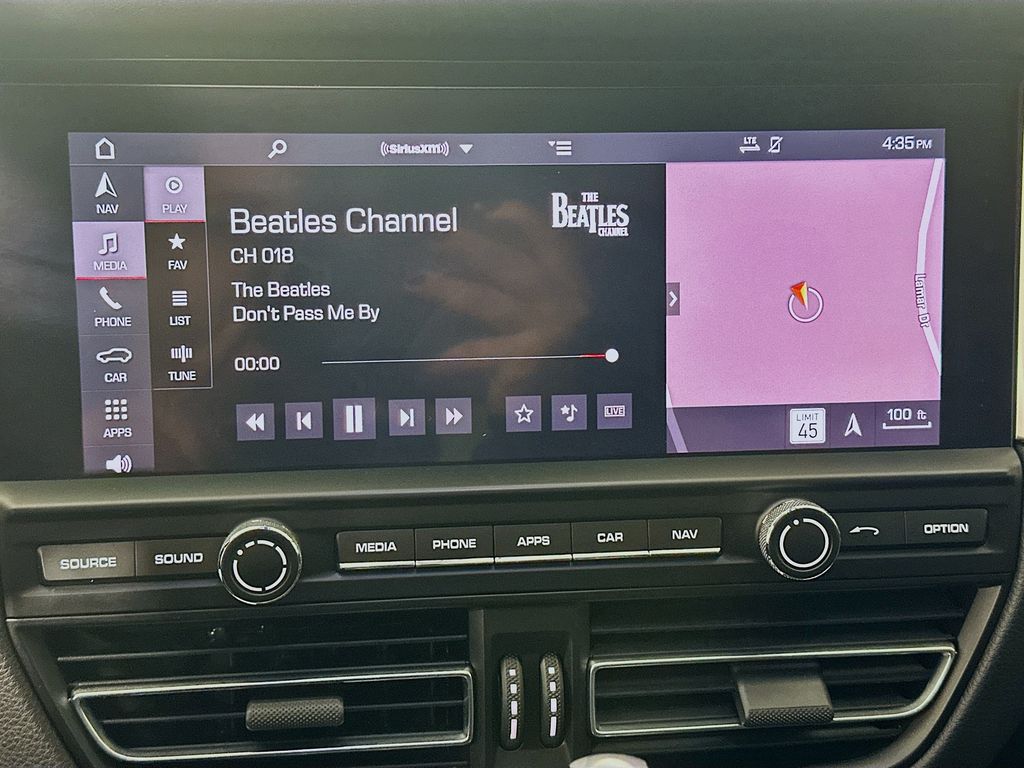 ((SiriusXM))
LTE
4:35 PM
NAV
MEDIA
PHONE
CAR
APPS
PLAY
FAV
LIST
TUNE
Beatles Channel
CH 018
The Beatles
Don't Pass Me By
00:00
THE
BEATLES
CHANNEL
LIVE
Lamar Dr
LIMIT
45
100 ft
SOURCE
SOUND
MEDIA
PHONE
APPS
CAR
NAV
OPTION